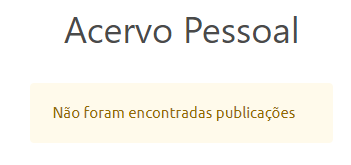 Acervo Pessoal
Não foram encontradas publicações